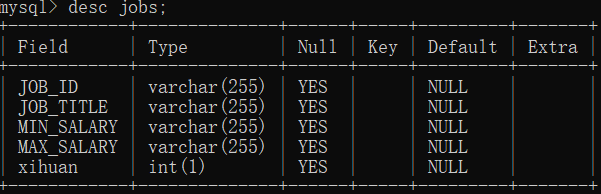 mysql> desc jobs;
+------------+--------------+------+-----+---------+-------+
| Field      | Type         | Null | Key | Default | Extra |
+------------+--------------+------+-----+---------+-------+
| JOB_ID     | varchar(255) | YES  |     | NULL    |       |
| JOB_TITLE  | varchar(255) | YES  |     | NULL    |       |
| MIN_SALARY | varchar(255) | YES  |     | NULL    |       |
| MAX_SALARY | varchar(255) | YES  |     | NULL    |       |
| xihuan     | int(1)       | YES  |     | NULL    |       |
+------------+--------------+------+-----+---------+-------+